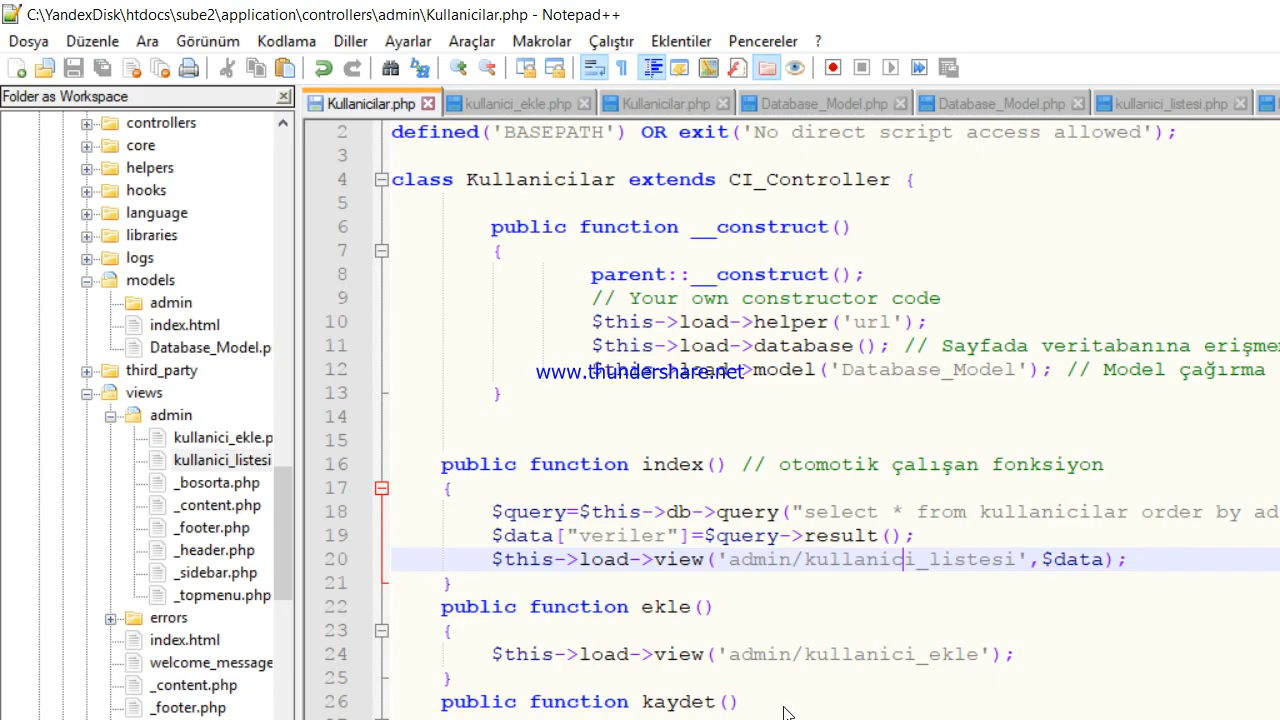 C:\YandexDisk\htdocs\sube2\application\controllers\admin\Kullanicilar.php - Notepad++
Dosya Düzenle Ara Görünüm Kodlama Diller Ayarlar Araçlar Makrolar Çalıştır Eklentiler Pencereler ?
Folder as Workspace
controllers
core
helpers
hooks
language
libraries
logs
models
admin
index.html
Database_Model.p
third_party
views
admin
kullanici_ekle.p
kullanici_listesi
_bosorta.php
_content.php
_footer.php
_header.php
_sidebar.php
_topmenu.php
errors
index.html
welcome_message
_content.php
_footer.php
Kullanicilar.php kullanici_ekle.php Kullanicilar.php Database_Model.php Database_Model.php kullanici_listesi.php
2 defined('BASEPATH') OR exit('No direct script access allowed');
3
4 class Kullanicilar extends CI_Controller {
5
6 public function __construct()
7 {
8 parent::__construct();
9 // Your own constructor code
10 $this->load->helper('url');
11 $this->load->database(); // Sayfada veritabanına erişme
12 $this->load->model('Database_Model'); // Model çağırma
www.thundershare.net
13 }
14
15
16 public function index() // otomotik çalışan fonksiyon
17 {
18 $query=$this->db->query("select * from kullanicilar order by ad
19 $data["veriler"]=$query->result();
20 $this->load->view('admin/kullanici_listesi',$data);
21 }
22 public function ekle()
23 {
24 $this->load->view('admin/kullanici_ekle');
25 }
26 public function kaydet()